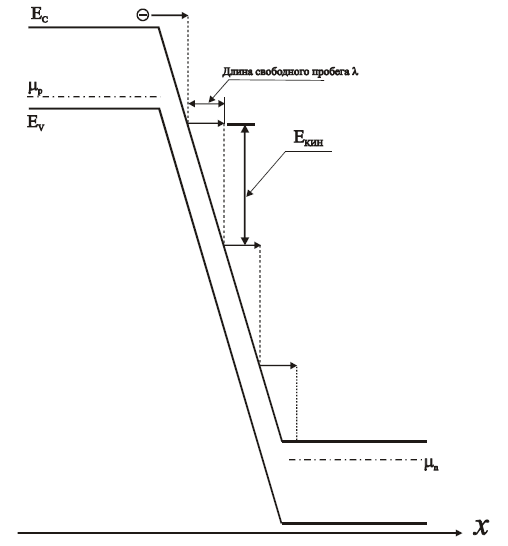 E_C
⊖
Длина свободного пробега λ
μ_p
E_V
E_кин
μ_n
x